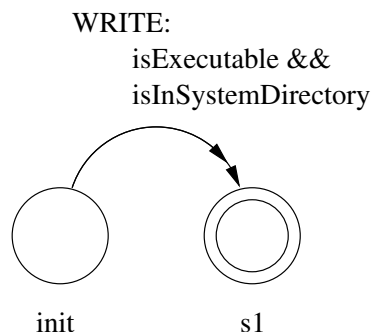 WRITE:
isExecutable &&
isInSystemDirectory
init
s1